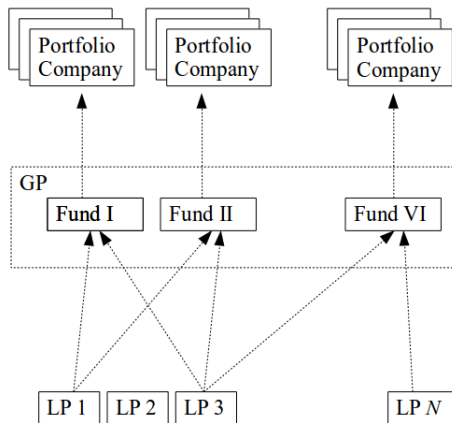 Portfolio
Company
Portfolio
Company
Portfolio
Company
GP
Fund I
Fund II
Fund VI
LP 1
LP 2
LP 3
LP N